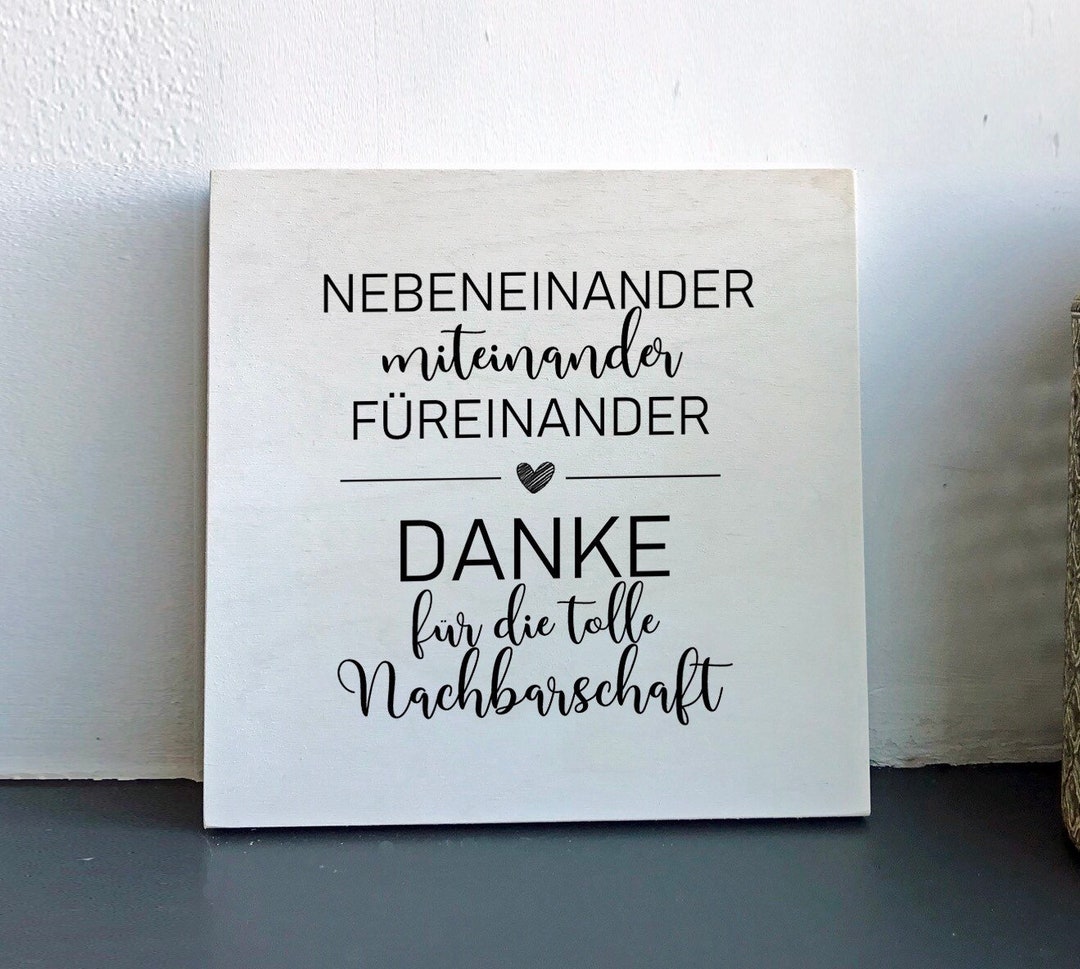 NEBENEINANDER
miteinander
FÜREINANDER
DANKE
für die tolle
Nachbarschaft